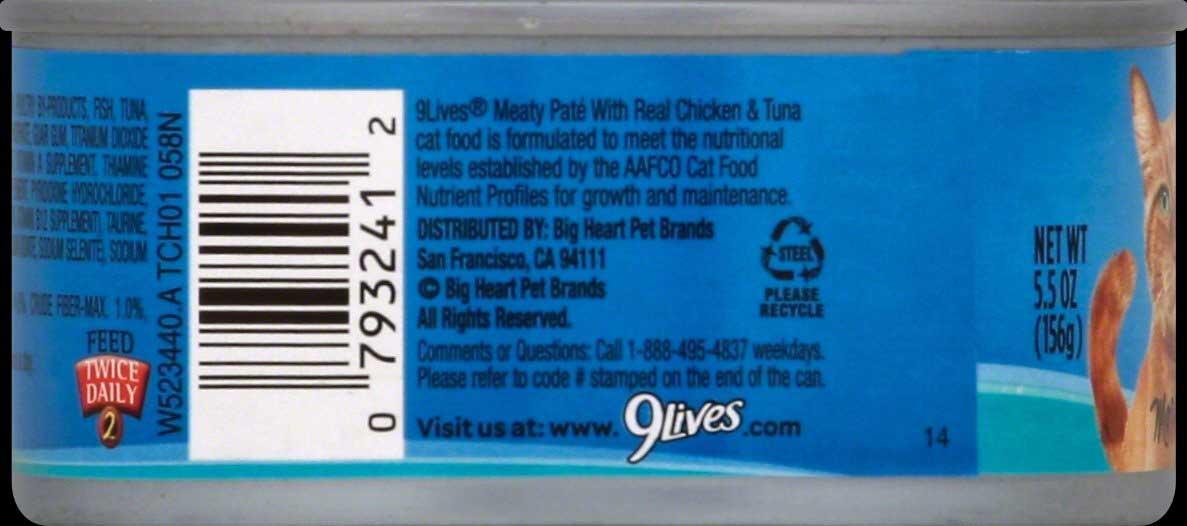 BY-PRODUCTS, FISH, TUNA,
GUAR GUM, TITANIUM DIOXIDE
A SUPPLEMENT, THIAMINE
PYRIDOXINE HYDROCHLORIDE,
B12 SUPPLEMENT), TAURINE,
SODIUM SELENITE), SODIUM
CRUDE FIBER-MAX. 1.0%,
FEED
TWICE
DAILY
2
W523440.A TCH01 058N
0 793241 2
9Lives® Meaty Paté With Real Chicken & Tuna
cat food is formulated to meet the nutritional
levels established by the AAFCO Cat Food
Nutrient Profiles for growth and maintenance.
DISTRIBUTED BY: Big Heart Pet Brands
San Francisco, CA 94111
© Big Heart Pet Brands
All Rights Reserved.
STEEL
PLEASE
RECYCLE
Comments or Questions: Call 1-888-495-4837 weekdays.
Please refer to code # stamped on the end of the can.
Visit us at: www. 9Lives .com
14
NET WT
5.5 OZ
(156g)